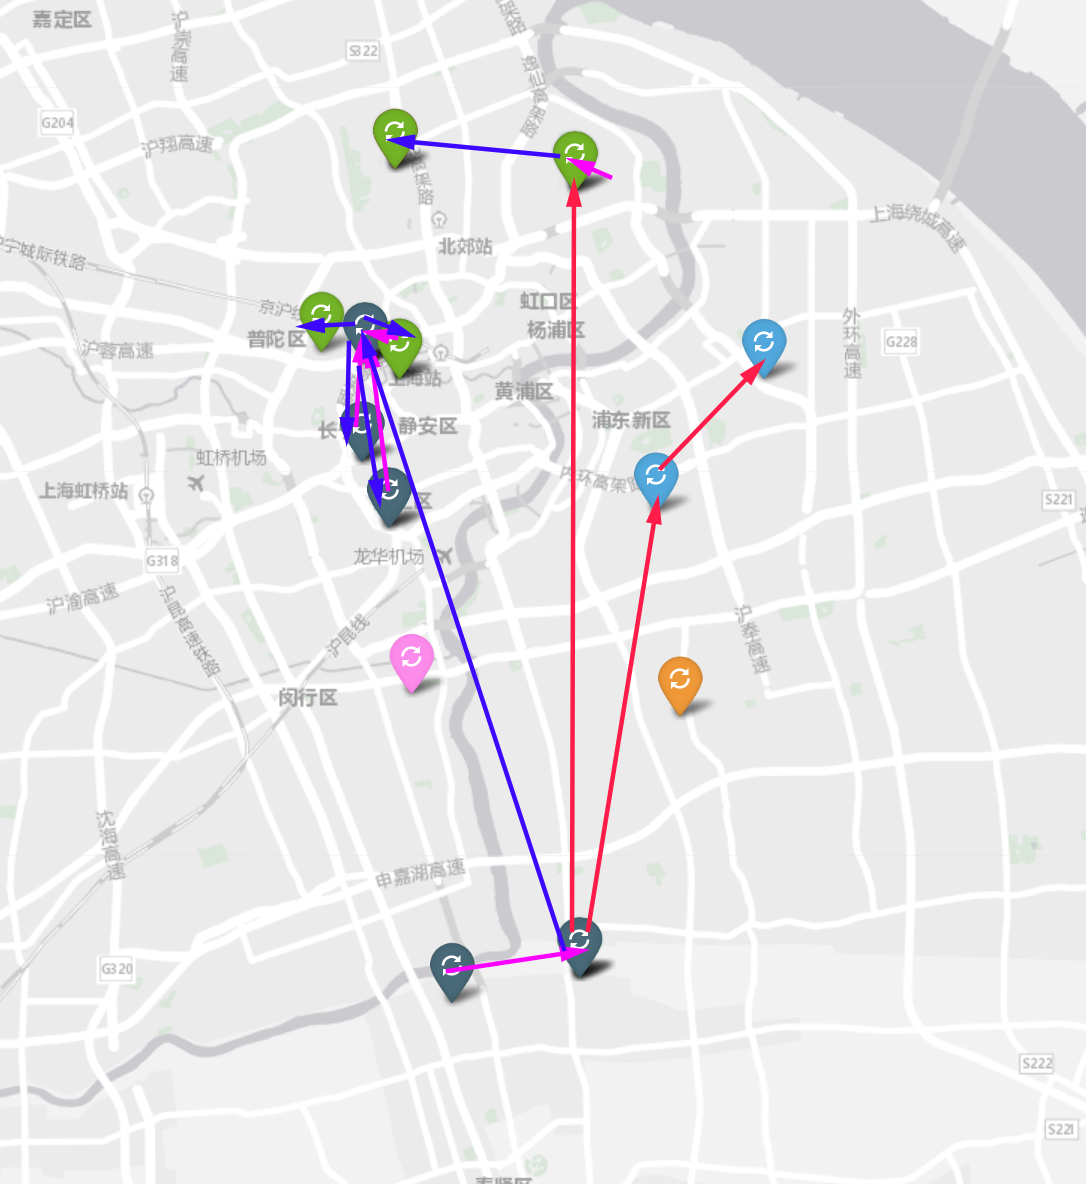 嘉定区
沪崇高速
S322
G204
沪翔高速
上海绕城高速
沪宁城际铁路
北郊站
虹口区
杨浦区
外环高速
G228
普陀区
沪蓉高速
上海站
黄浦区
浦东新区
静安区
虹桥机场
上海虹桥站
内环高架路
S221
龙华机场
G318
沪渝高速
沪昆高速铁路
沪昆线
沪奉高速
闵行区
沈海高速
申嘉湖高速
G320
S222
S221